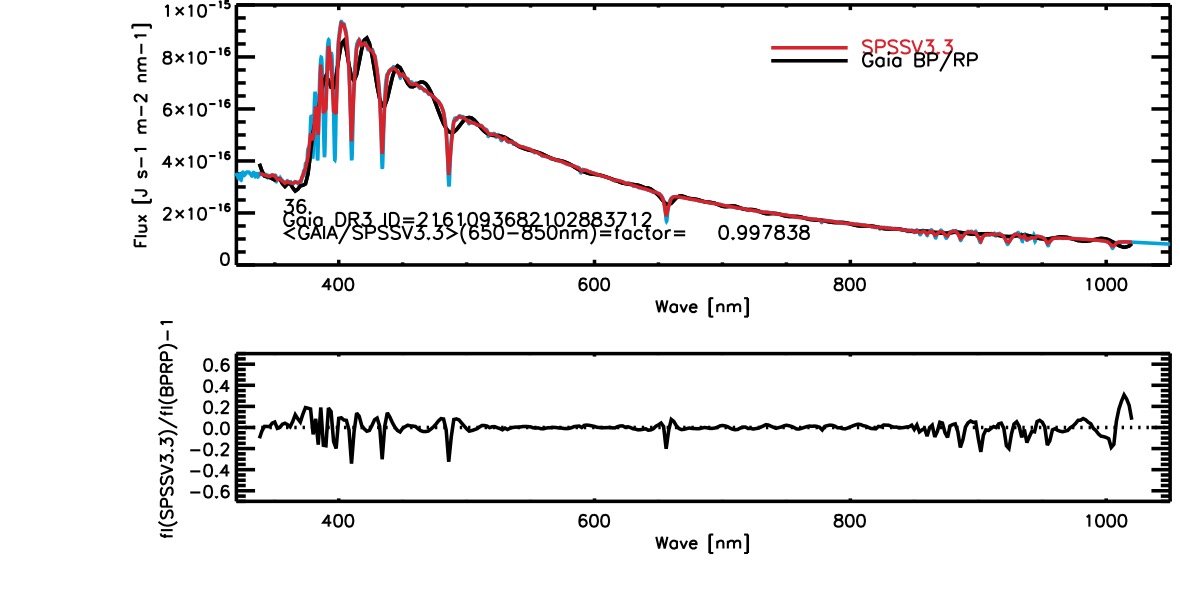 1×10−15
8×10−16
6×10−16
4×10−16
2×10−16
0
Flux [J s−1 m−2 nm−1]
SPSSV3.3
Gaia BP/RP
36.
Gaia DR3 ID=2161093682102883712
<GAIA/SPSSV3.3>(650−850nm)=factor= 0.997838
400 600 800 1000
Wave [nm]
0.6
0.4
0.2
0.0
−0.2
−0.4
−0.6
fl(SPSSV3.3)/fl(BPRP)−1
400 600 800 1000
Wave [nm]